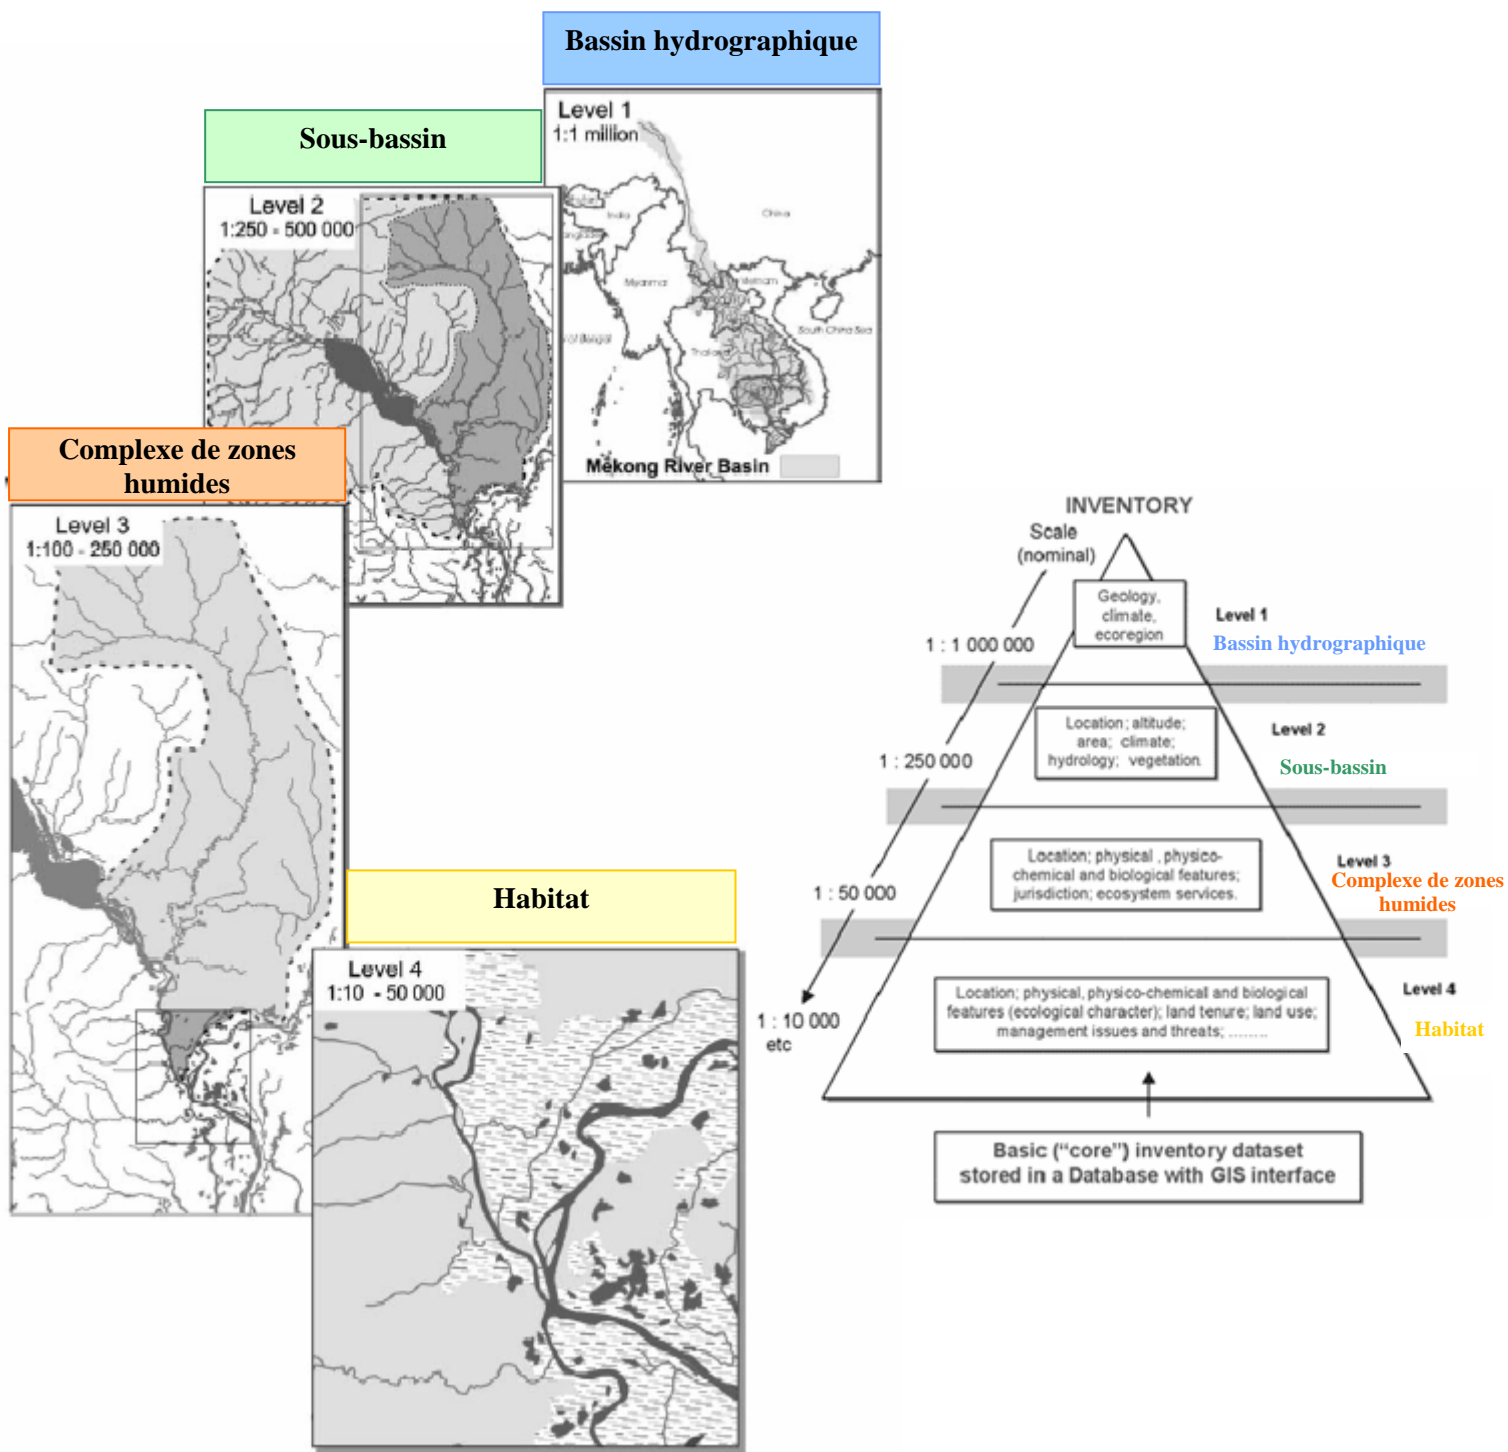 Bassin hydrographique
Level 1
1:1 million
India
China
Myanmar
Vietnam
South China Sea
of Bengal
Thailand
Mekong River Basin
Sous-bassin
Level 2
1:250 - 500 000
Complexe de zones
humides
Level 3
1:100 - 250 000
Habitat
Level 4
1:10 - 50 000
INVENTORY
Scale
(nominal)
Geology,
climate,
ecoregion
Level 1
Bassin hydrographique
1 : 1 000 000
Location; altitude;
area; climate;
hydrology; vegetation.
Level 2
Sous-bassin
1 : 250 000
Location; physical , physico-
chemical and biological features;
jurisdiction; ecosystem services.
Level 3
Complexe de zones
humides
1 : 50 000
Location; physical, physico-chemical and biological
features (ecological character); land tenure; land use;
management issues and threats; .........
Level 4
Habitat
1 : 10 000
etc
Basic (“core”) inventory dataset
stored in a Database with GIS interface